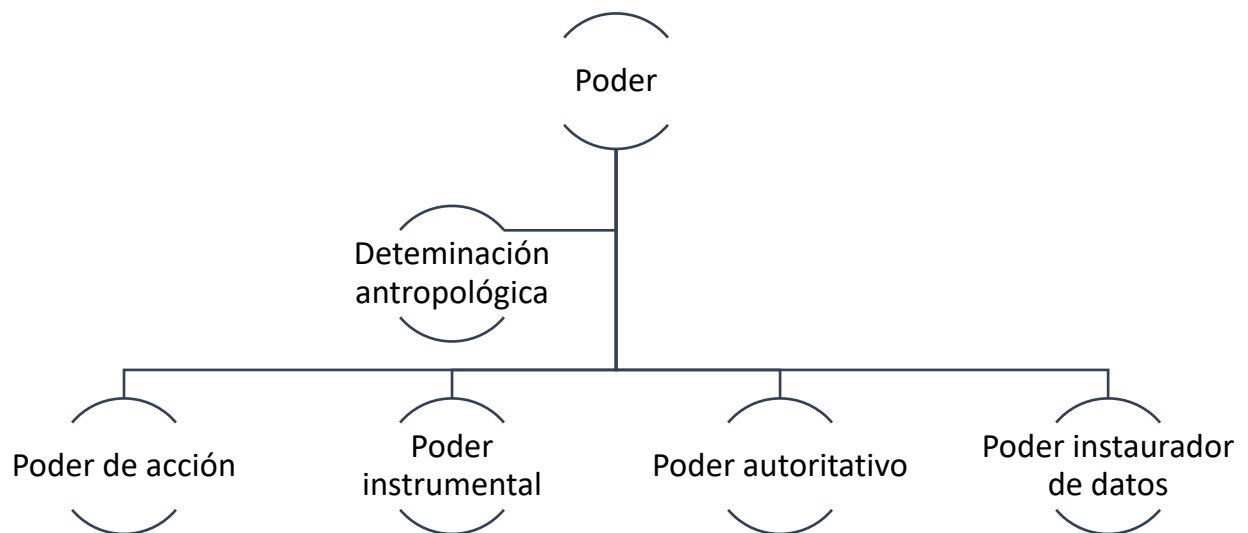 Poder
Deteminación
antropológica
Poder de acción
Poder
instrumental
Poder autoritativo
Poder instaurador
de datos